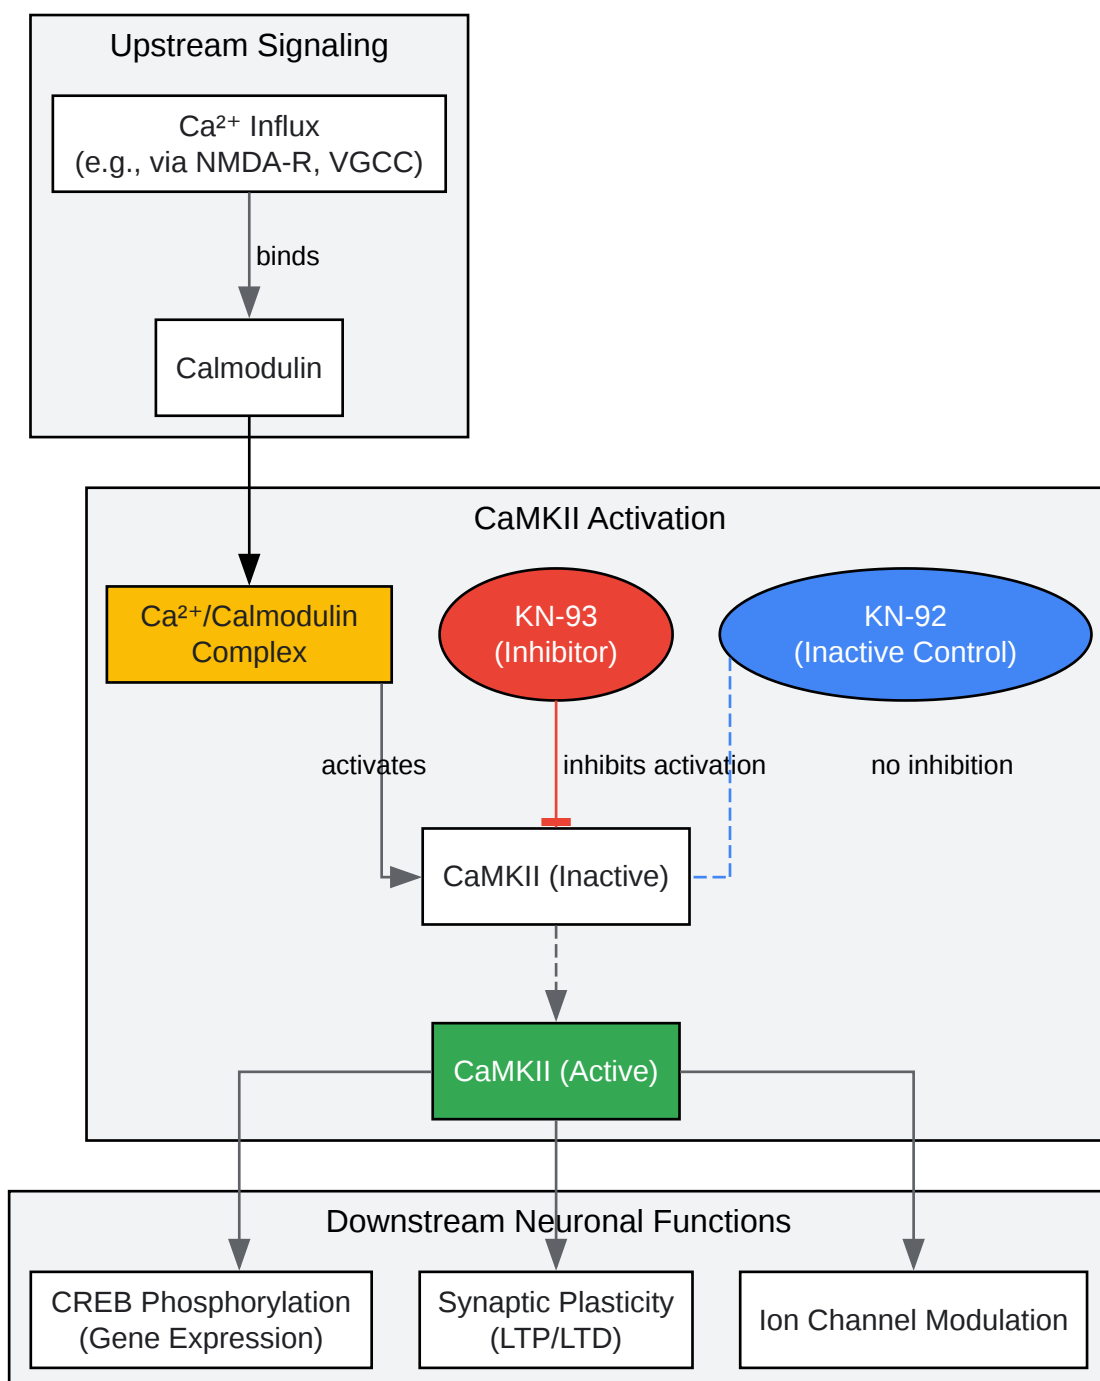 Upstream Signaling
Ca²⁺ Influx
(e.g., via NMDA-R, VGCC)
binds
Calmodulin
CaMKII Activation
Ca²⁺/Calmodulin
Complex
KN-93
(Inhibitor)
KN-92
(Inactive Control)
activates
inhibits activation
no inhibition
CaMKII (Inactive)
CaMKII (Active)
Downstream Neuronal Functions
CREB Phosphorylation
(Gene Expression)
Synaptic Plasticity
(LTP/LTD)
Ion Channel Modulation